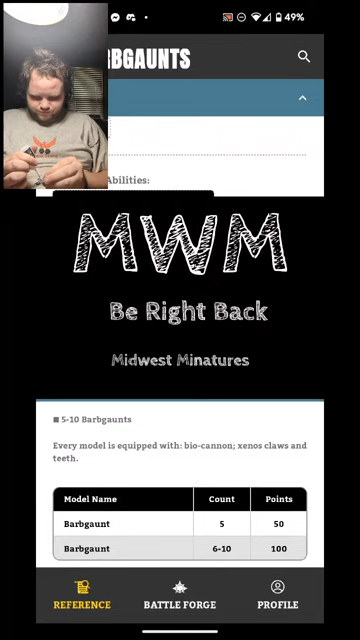 49%
RBGAUNTS
Abilities:
MWM
Be Right Back
Midwest Minatures
5-10 Barbgaunts
Every model is equipped with: bio-cannon; xenos claws and
teeth.
Model Name Count Points
Barbgaunt 5 50
Barbgaunt 6-10 100
REFERENCE BATTLE FORGE PROFILE